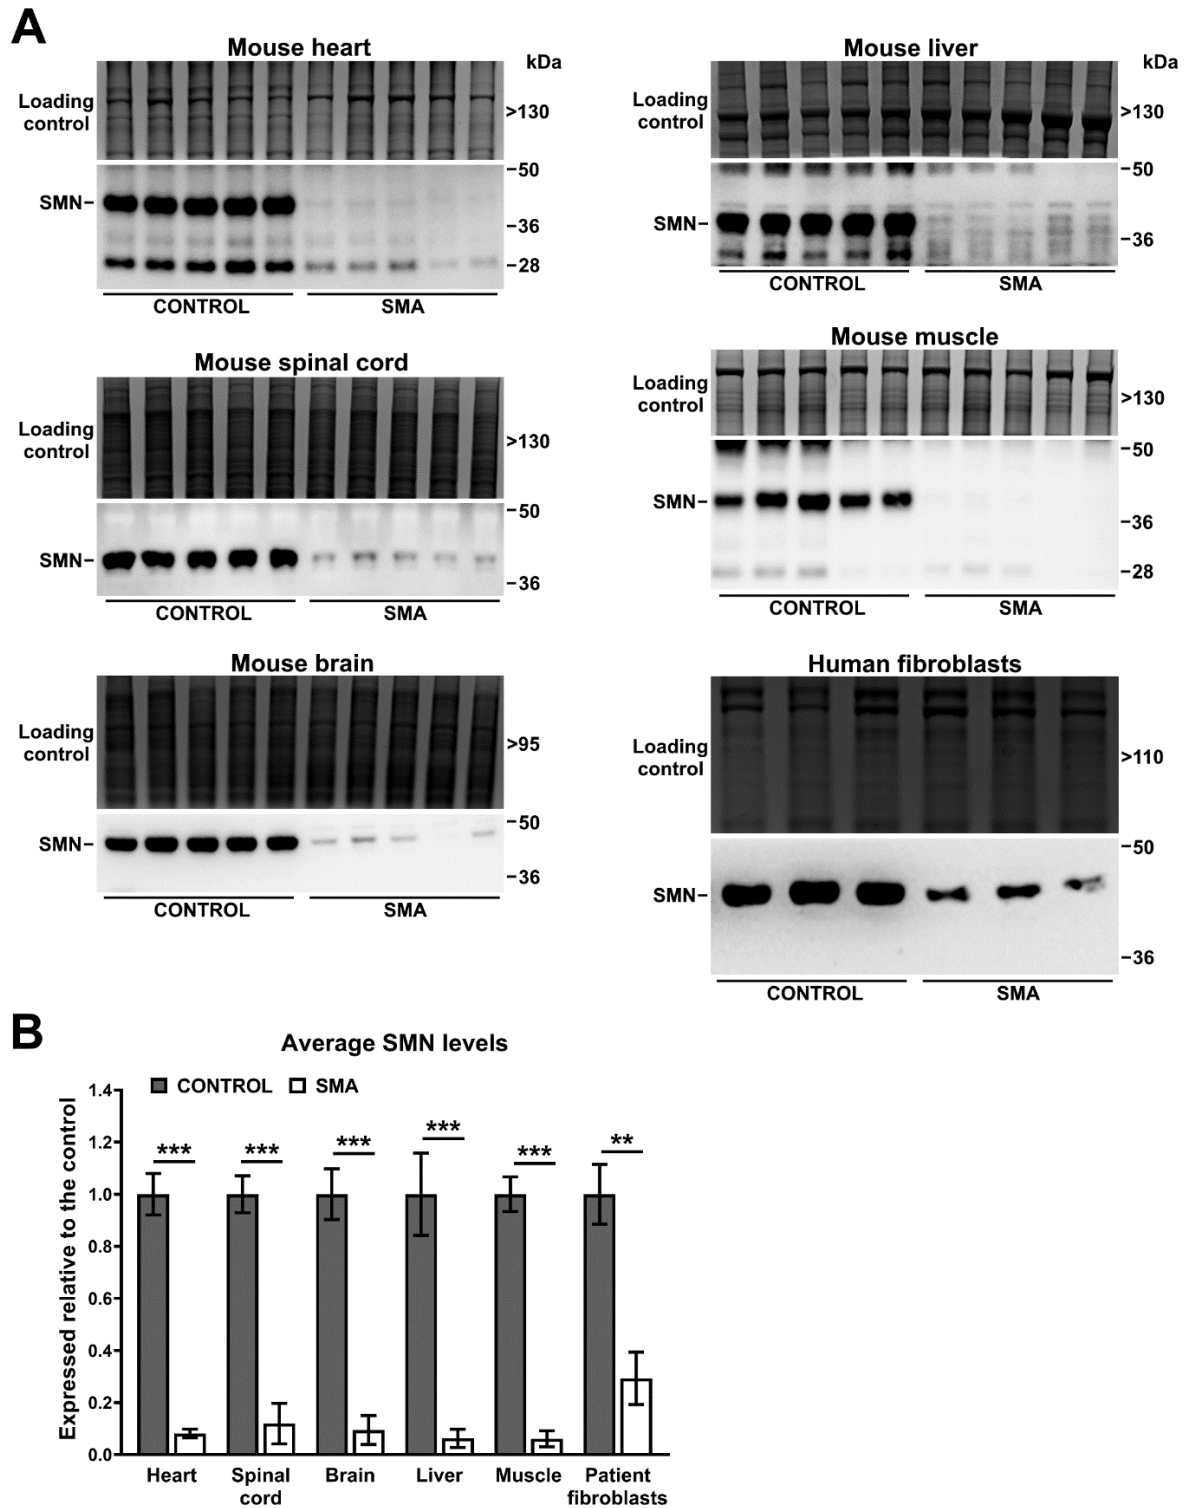 A
Mouse heart
kDa
Loading
control
>130
50
SMN
36
28
CONTROL SMA
Mouse liver
kDa
Loading
control
>130
50
SMN
36
CONTROL SMA
Mouse spinal cord
Loading
control
>130
50
SMN
36
CONTROL SMA
Mouse muscle
Loading
control
>130
50
SMN
36
28
CONTROL SMA
Mouse brain
Loading
control
>95
50
SMN
36
CONTROL SMA
Human fibroblasts
Loading
control
>110
50
SMN
36
CONTROL SMA
B
Average SMN levels
CONTROL SMA
Expressed relative to the control
1.4
1.2
1.0
0.8
0.6
0.4
0.2
0.0
*** *** *** *** *** **
Heart Spinal Brain Liver Muscle Patient
cord fibroblasts